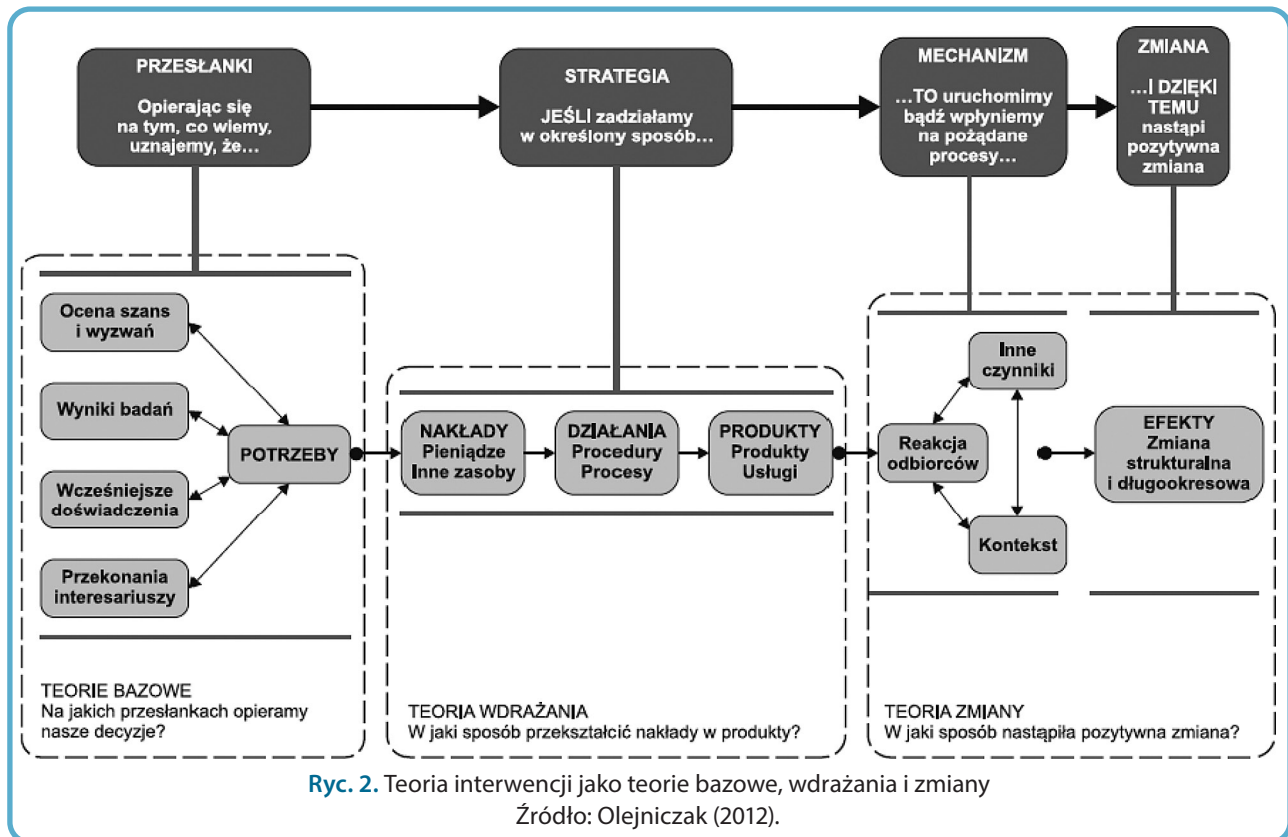 PRZESŁANKI
Opierając się
na tym, co wiemy,
uznajemy, że…
STRATEGIA
JEŚLI zadziałamy
w określony sposób…
MECHANIZM
…TO uruchomimy
bądź wpłyniemy
na pożądane
procesy…
ZMIANA
…I DZIĘKI
TEMU
nastąpi
pozytywna
zmiana
Ocena szans
i wyzwań
Wyniki badań
Wcześniejsze
doświadczenia
Przekonania
interesariuszy
POTRZEBY
TEORIE BAZOWE
Na jakich przesłankach opieramy
nasze decyzje?
NAKŁADY
Pieniądze
Inne zasoby
DZIAŁANIA
Procedury
Procesy
PRODUKTY
Produkty
Usługi
TEORIA WDRAŻANIA
W jaki sposób przekształcić nakłady w produkty?
Inne
czynniki
Reakcja
odbiorców
Kontekst
EFEKTY
Zmiana
strukturalna
i długookresowa
TEORIA ZMIANY
W jaki sposób nastąpiła pozytywna zmiana?
Ryc. 2. Teoria interwencji jako teorie bazowe, wdrażania i zmiany
Źródło: Olejniczak (2012).